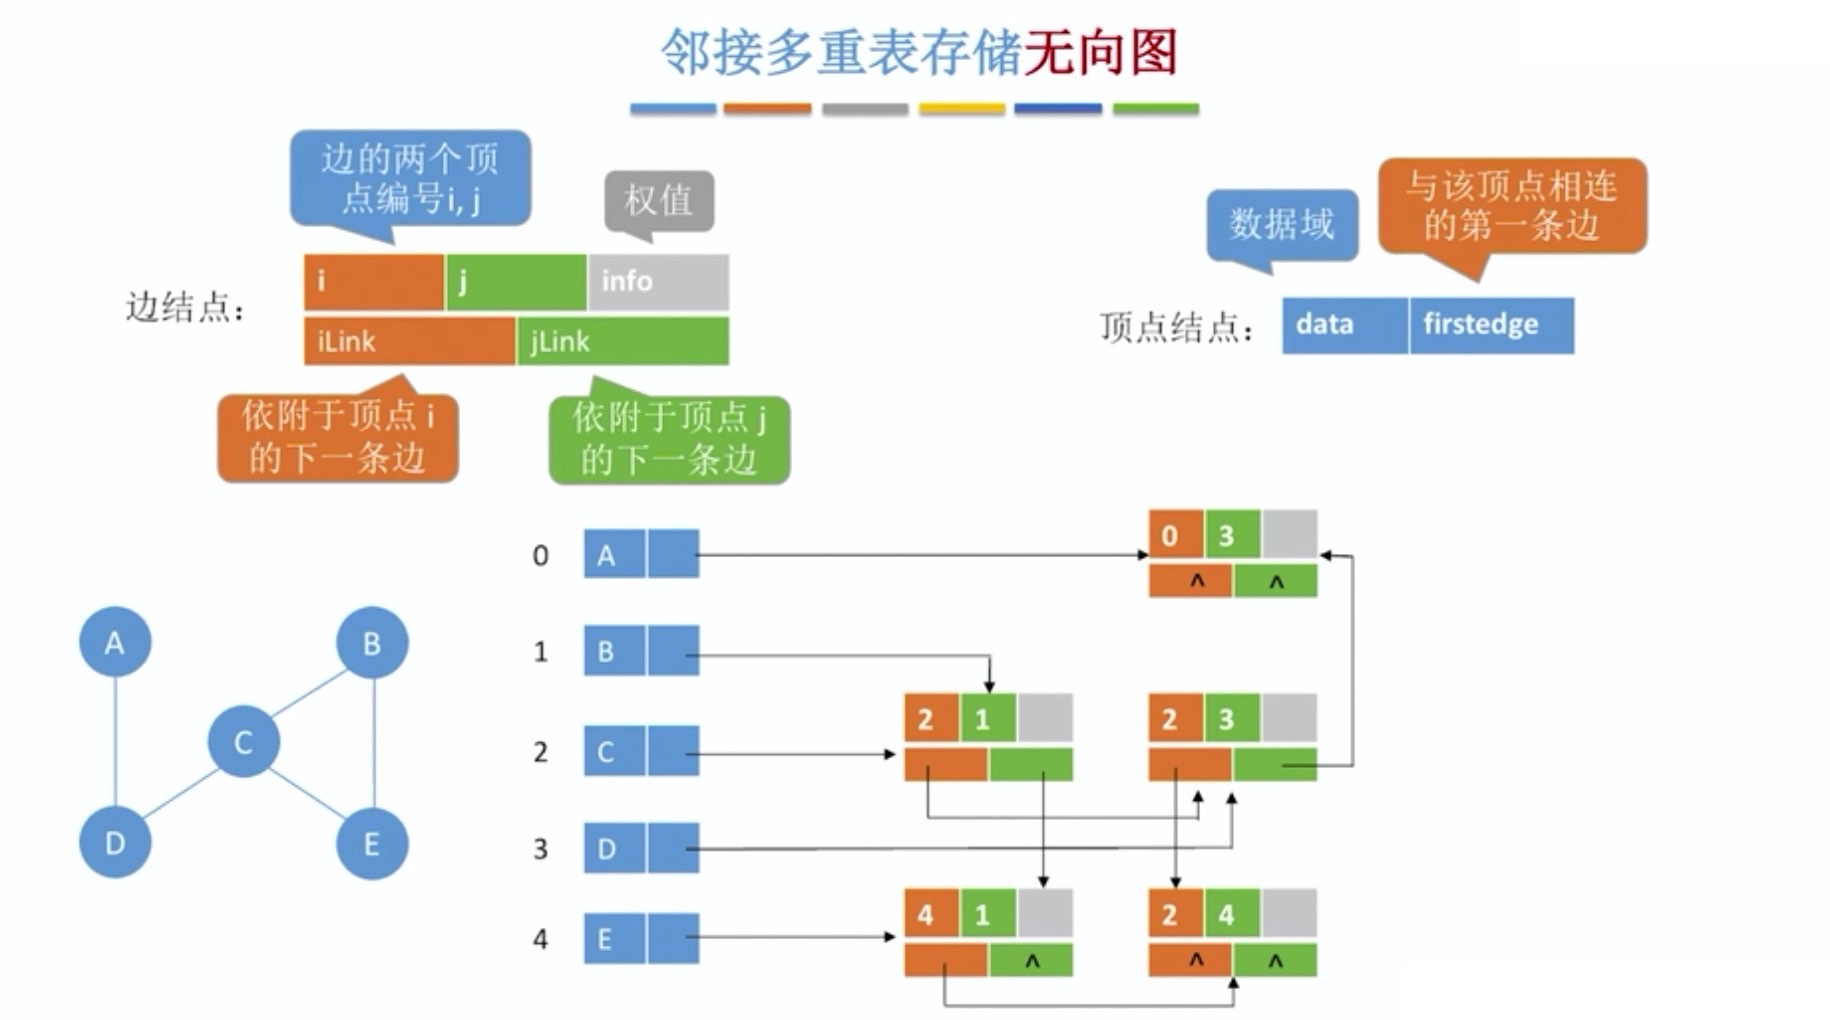 邻接多重表存储无向图
边的两个顶
点编号i, j
权值
数据域
与该顶点相连
的第一条边
边结点：
i j info
iLink jLink
顶点结点：
data firstedge
依附于顶点 i
的下一条边
依附于顶点 j
的下一条边
0 A
0 3
^ ^
1 B
2 1
2 3
2 C
3 D
4 E
4 1
^
2 4
^ ^
A B
C
D E